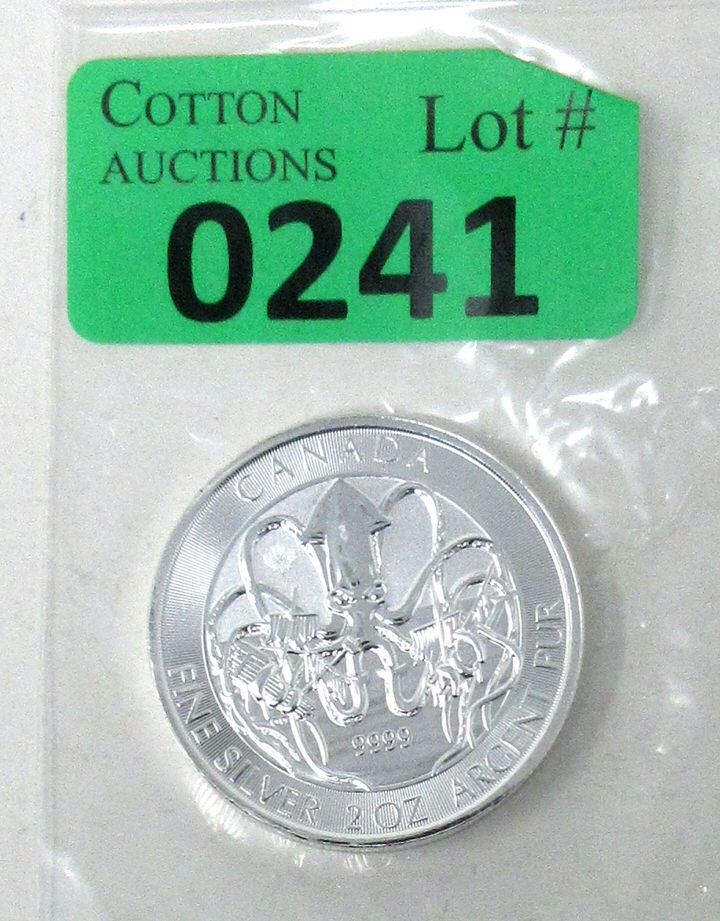 COTTON
AUCTIONS
Lot #
0241
CANADA
9999
FINE SILVER 2 OZ ARGENT PUR